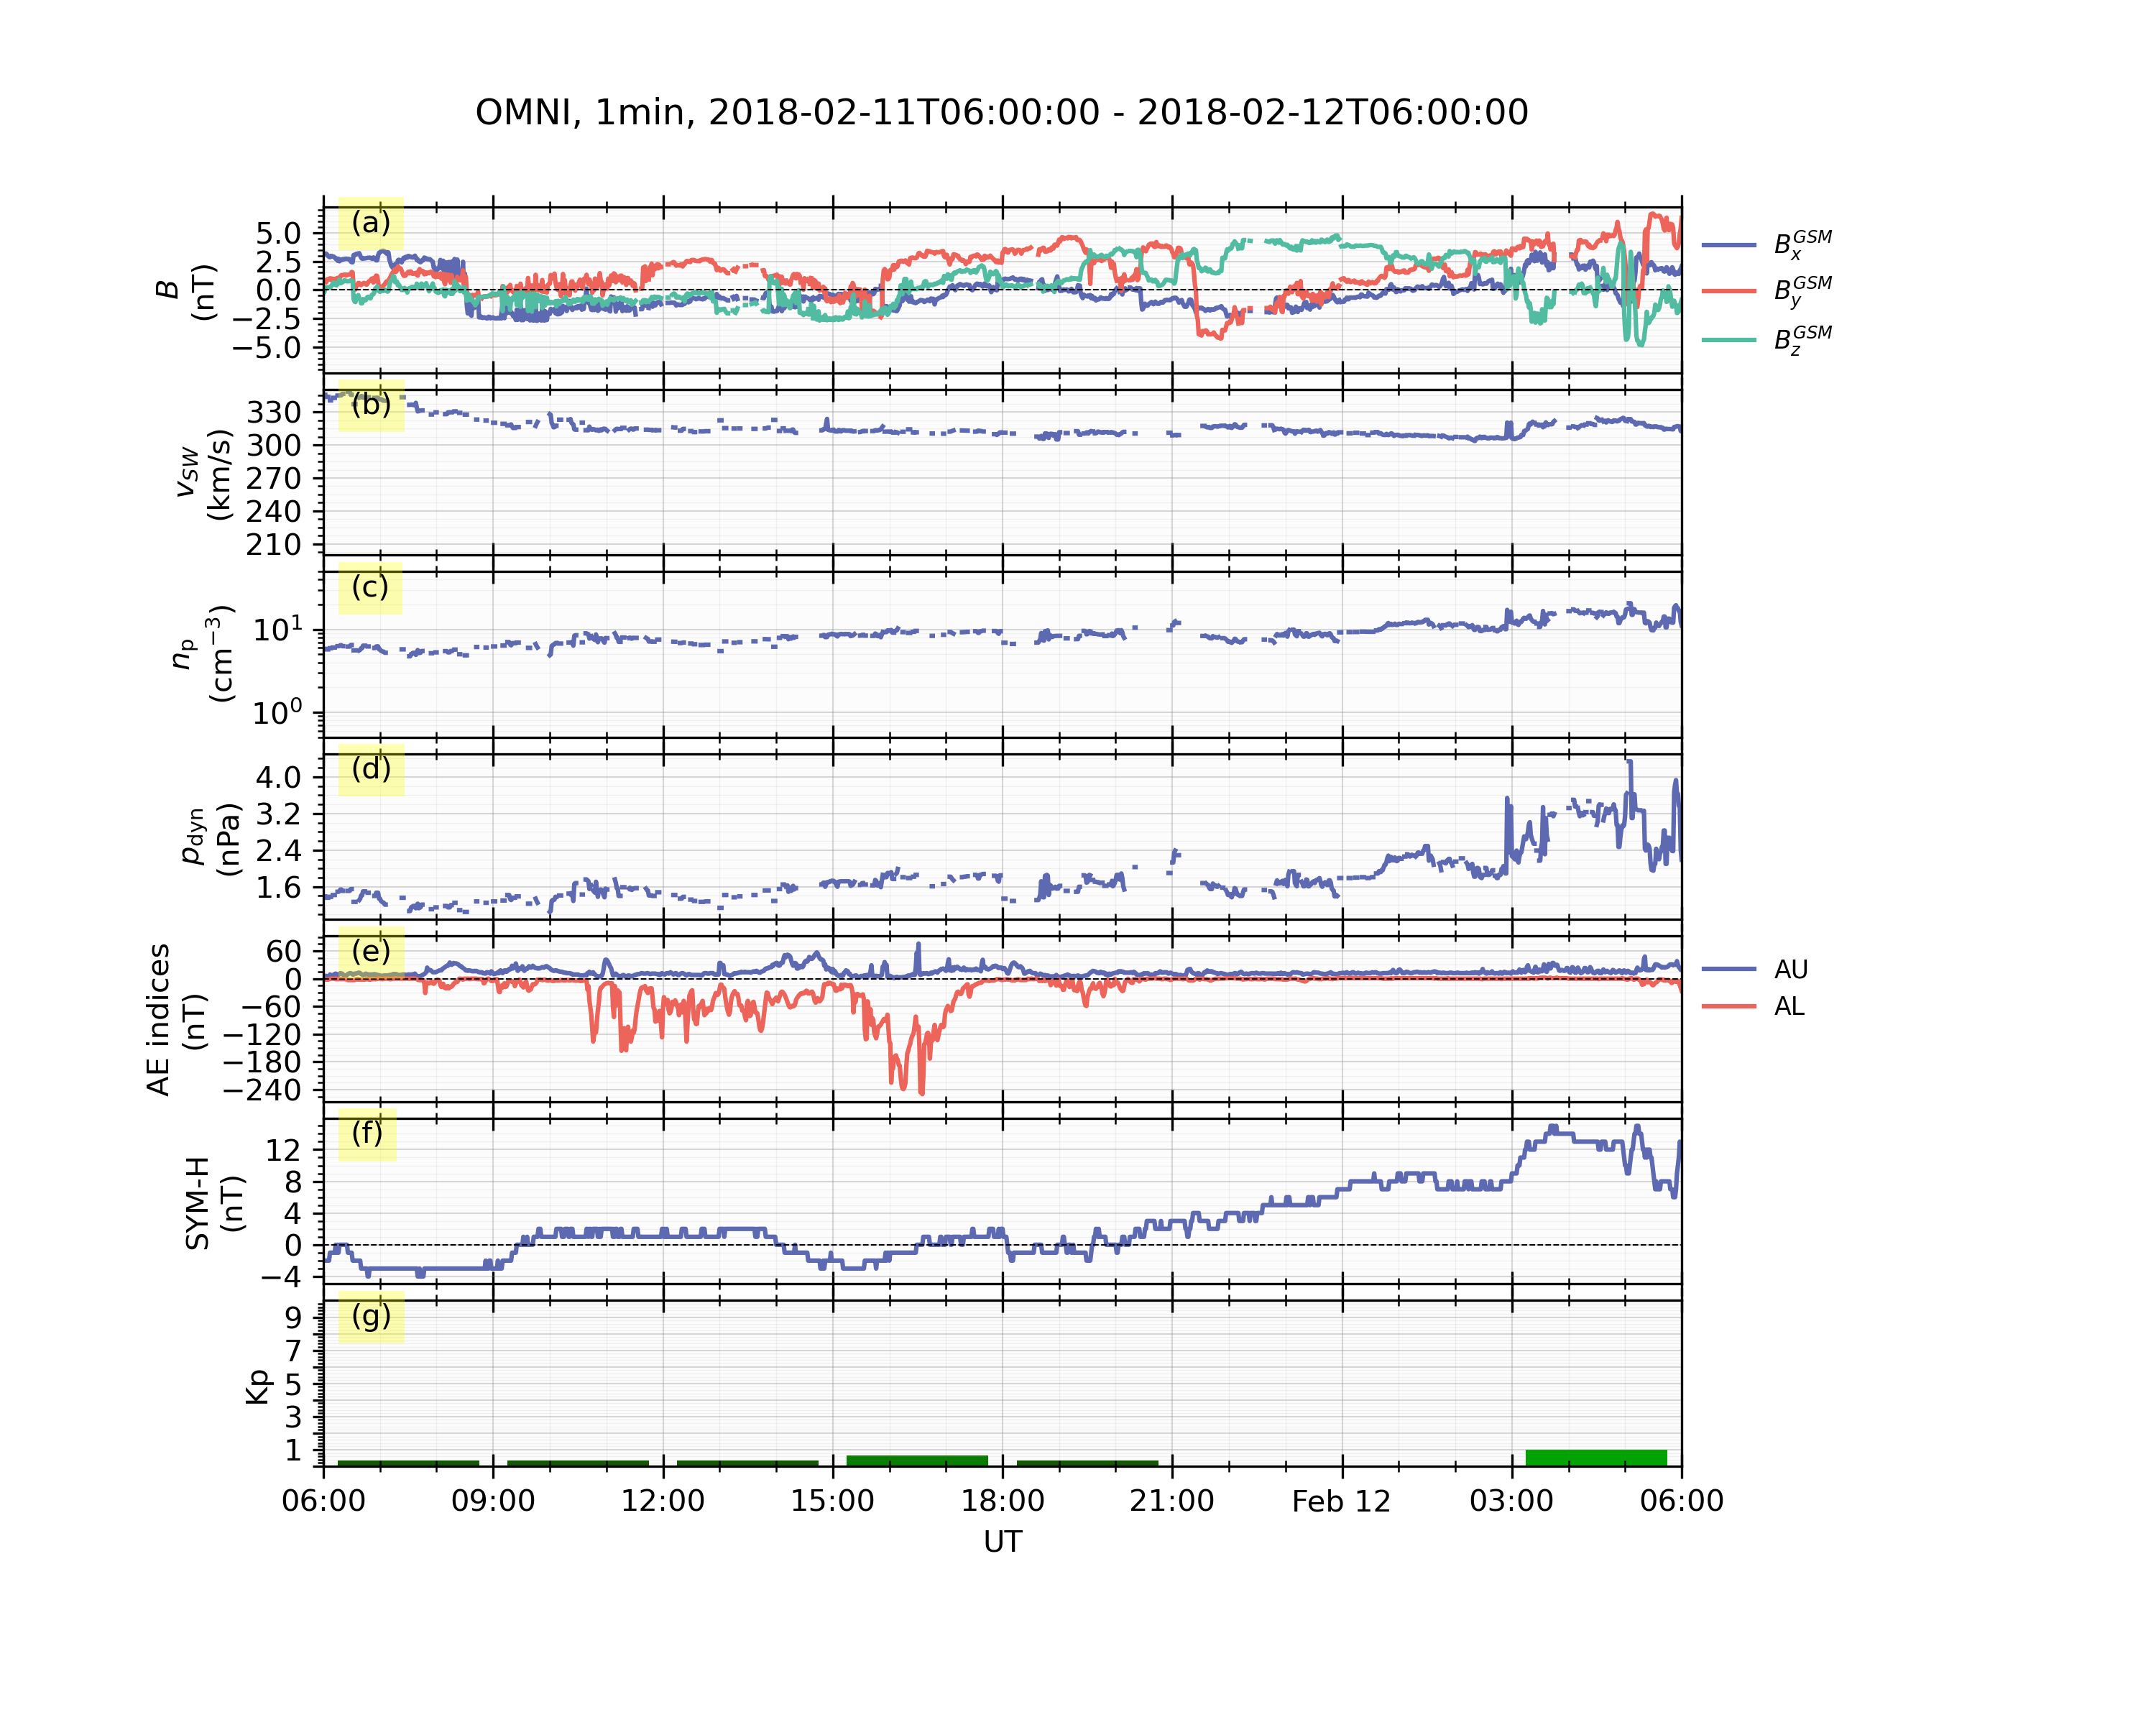 OMNI, 1min, 2018-02-11T06:00:00 - 2018-02-12T06:00:00
(a)
5.0
2.5
0.0
−2.5
−5.0
B
(nT)
B_x^{GSM}
B_y^{GSM}
B_z^{GSM}
(b)
330
300
270
240
210
v_{SW}
(km/s)
(c)
10^1
10^0
n_p
(cm^{−3})
(d)
4.0
3.2
2.4
1.6
p_{dyn}
(nPa)
(e)
60
0
−60
−120
−180
−240
AE indices
(nT)
AU
AL
(f)
12
8
4
0
−4
SYM-H
(nT)
(g)
9
7
5
3
1
Kp
06:00 09:00 12:00 15:00 18:00 21:00 Feb 12 03:00 06:00
UT